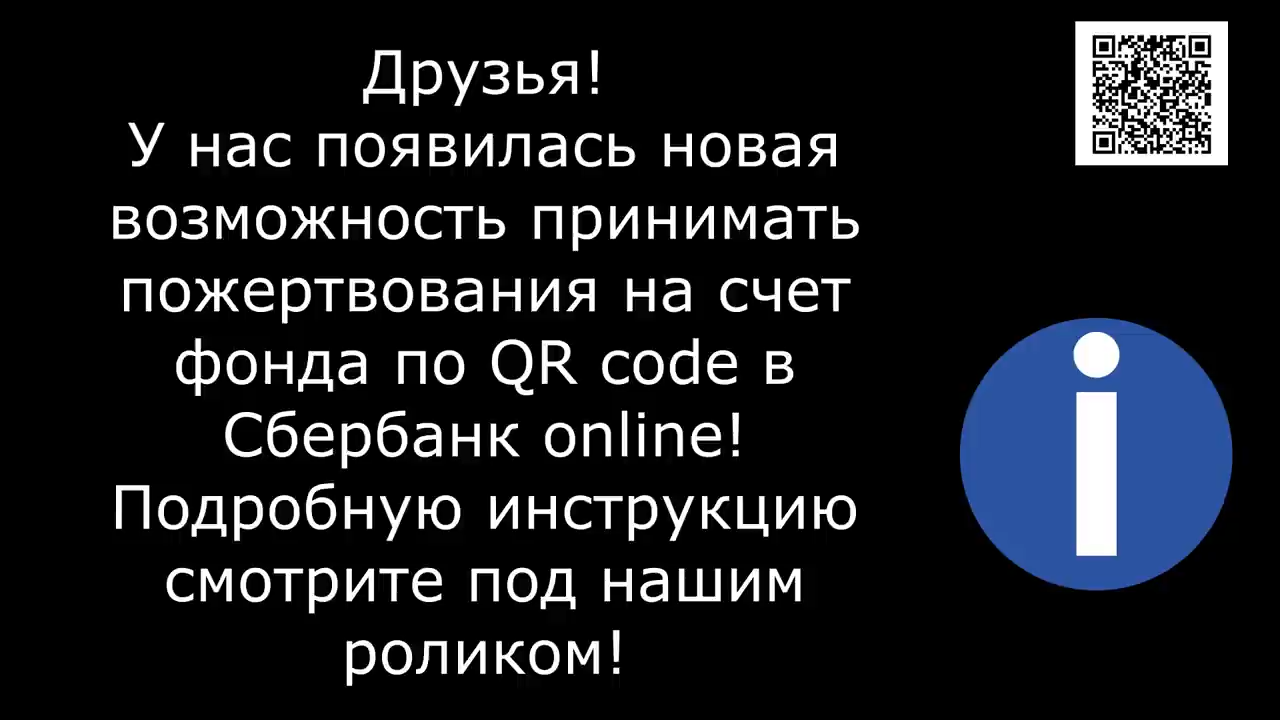 Друзья!
У нас появилась новая
возможность принимать
пожертвования на счет
фонда по QR code в
Сбербанк online!
Подробную инструкцию
смотрите под нашим
роликом!